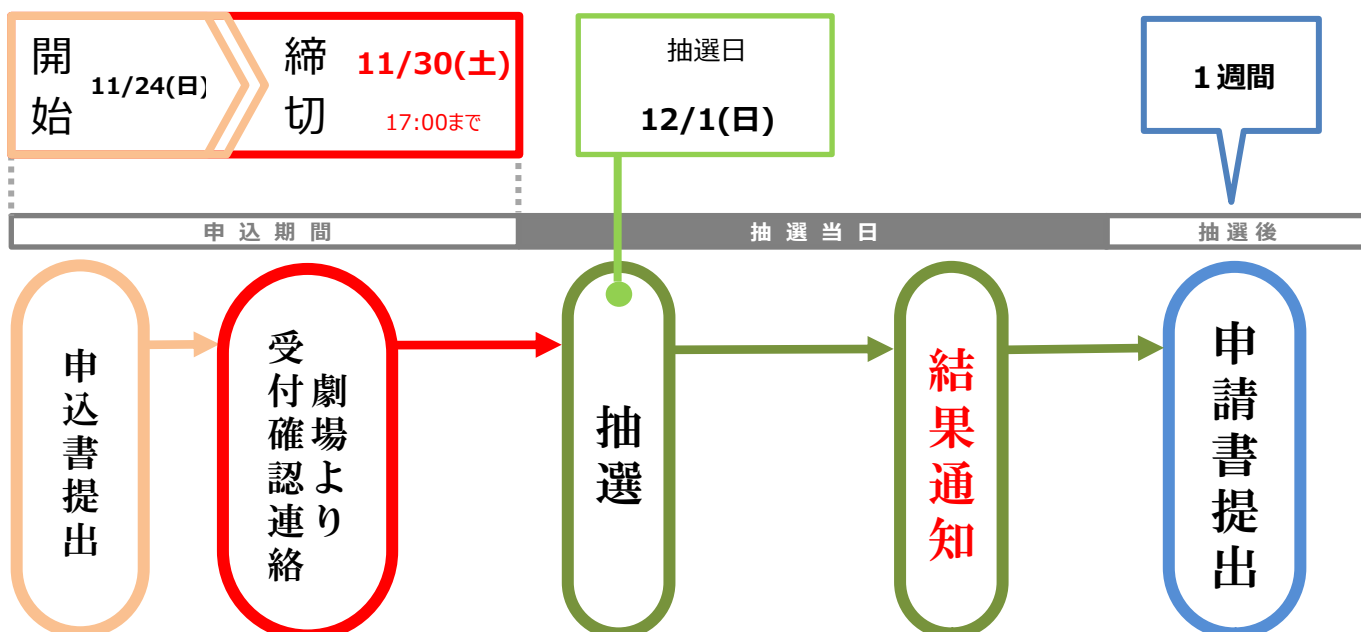 開始
11/24(日)
締切
11/30(土)
17:00まで
抽選日
12/1(日)
1週間
申込期間
抽選当日
抽選後
申込書提出
劇場より
受付確認連絡
抽選
結果通知
申請書提出